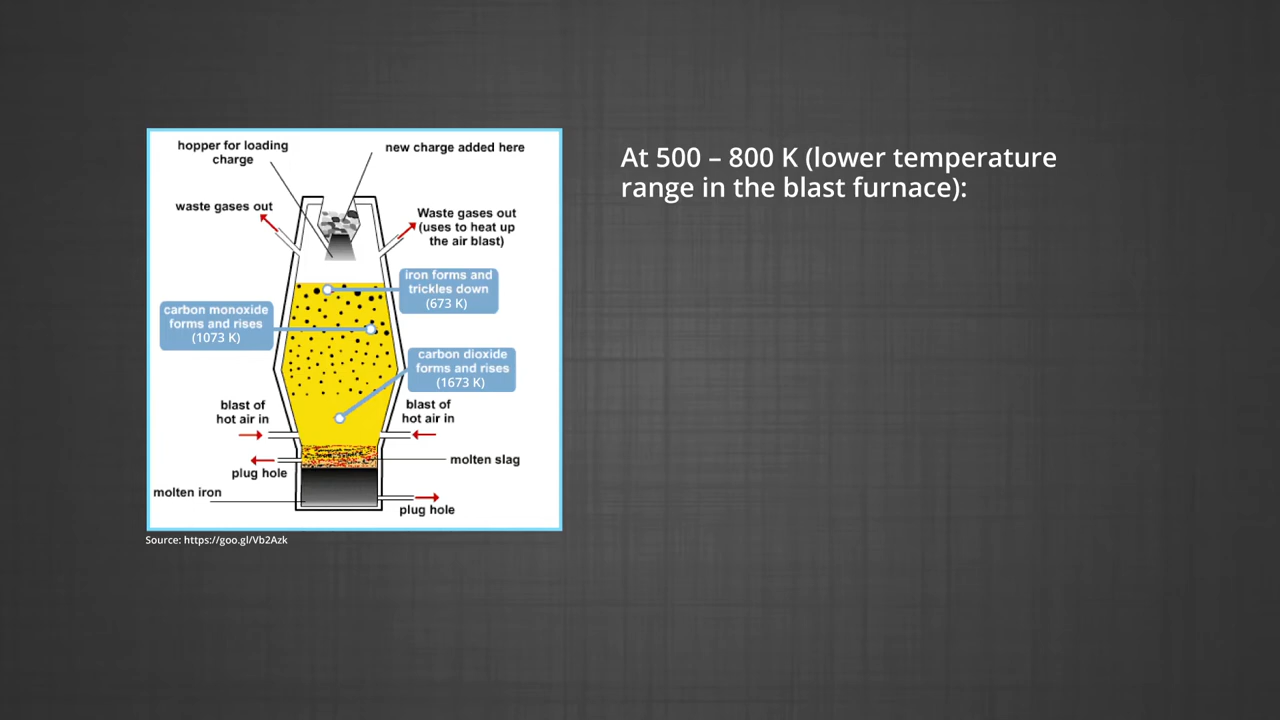 At 500 – 800 K (lower temperature
range in the blast furnace):
hopper for loading
charge
new charge added here
waste gases out
Waste gases out
(uses to heat up
the air blast)
iron forms and
trickles down
(673 K)
carbon monoxide
forms and rises
(1073 K)
carbon dioxide
forms and rises
(1673 K)
blast of
hot air in
blast of
hot air in
plug hole
molten slag
molten iron
plug hole
Source: https://goo.gl/Vb2Azk